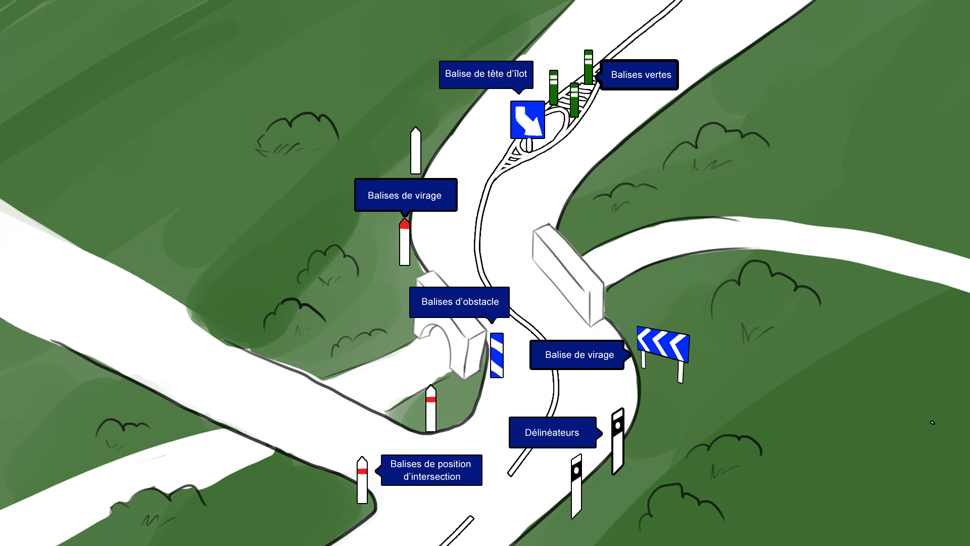 Balise de tête d'îlot
Balises vertes
Balises de virage
Balises d'obstacle
Balise de virage
Délinéateurs
Balises de position
d'intersection